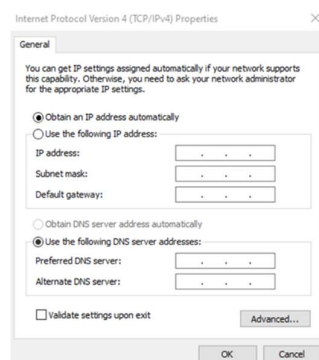 Internet Protocol Version 4 (TCP/IPv4) Properties
General
You can get IP settings assigned automatically if your network supports
this capability. Otherwise, you need to ask your network administrator
for the appropriate IP settings.
Obtain an IP address automatically
Use the following IP address:
IP address:
Subnet mask:
Default gateway:
Obtain DNS server address automatically
Use the following DNS server addresses:
Preferred DNS server:
Alternate DNS server:
Validate settings upon exit
Advanced...
OK Cancel